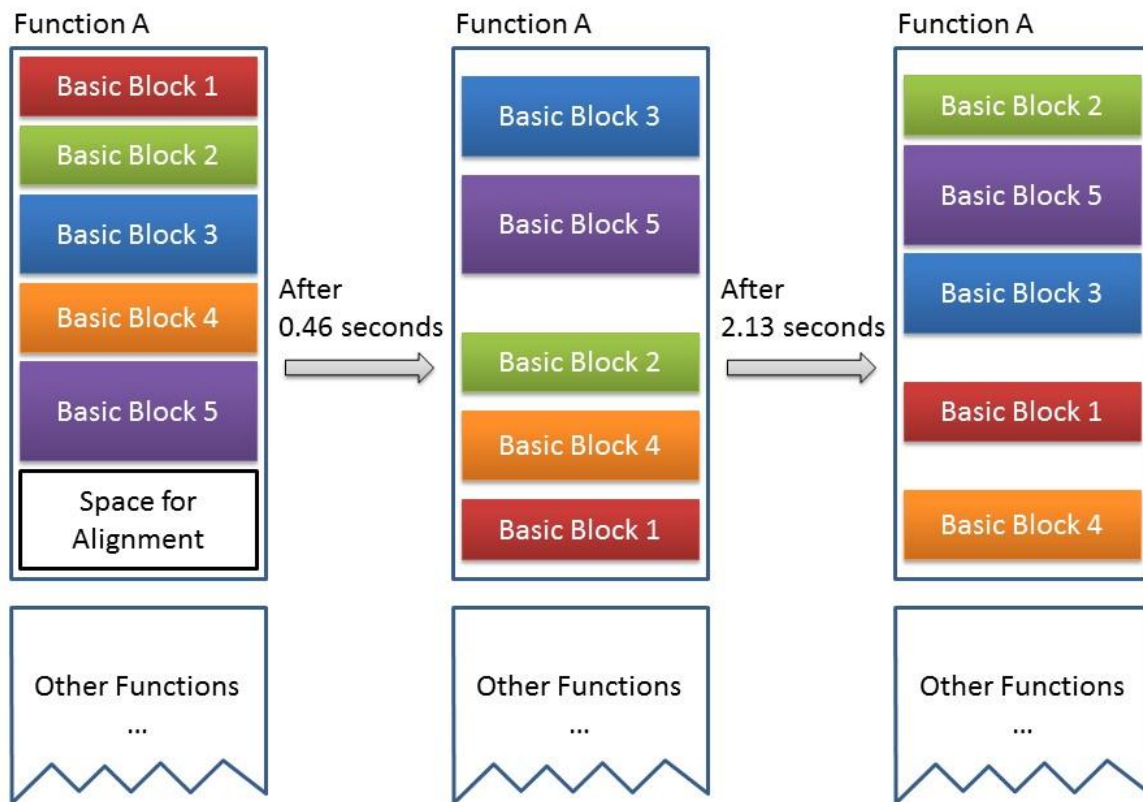 Function A
Basic Block 1
Basic Block 2
Basic Block 3
Basic Block 4
Basic Block 5
Space for
Alignment
Other Functions
...
After
0.46 seconds
Function A
Basic Block 3
Basic Block 5
Basic Block 2
Basic Block 4
Basic Block 1
Other Functions
...
After
2.13 seconds
Function A
Basic Block 2
Basic Block 5
Basic Block 3
Basic Block 1
Basic Block 4
Other Functions
...